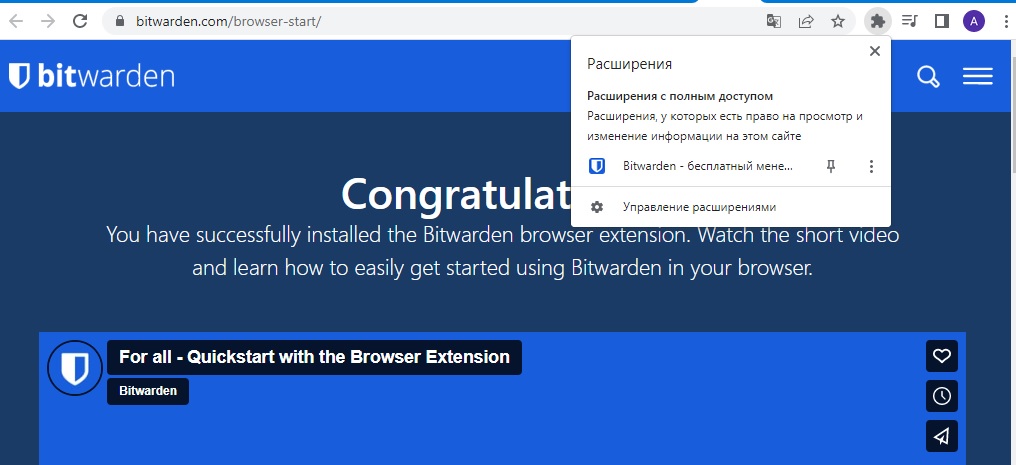 bitwarden.com/browser-start/
A
bitwarden
Расширения
Расширения с полным доступом
Расширения, у которых есть право на просмотр и
изменение информации на этом сайте
Bitwarden - бесплатный мене...
Управление расширениями
Congratulat
You have successfully installed the Bitwarden browser extension. Watch the short video
and learn how to easily get started using Bitwarden in your browser.
For all - Quickstart with the Browser Extension
Bitwarden